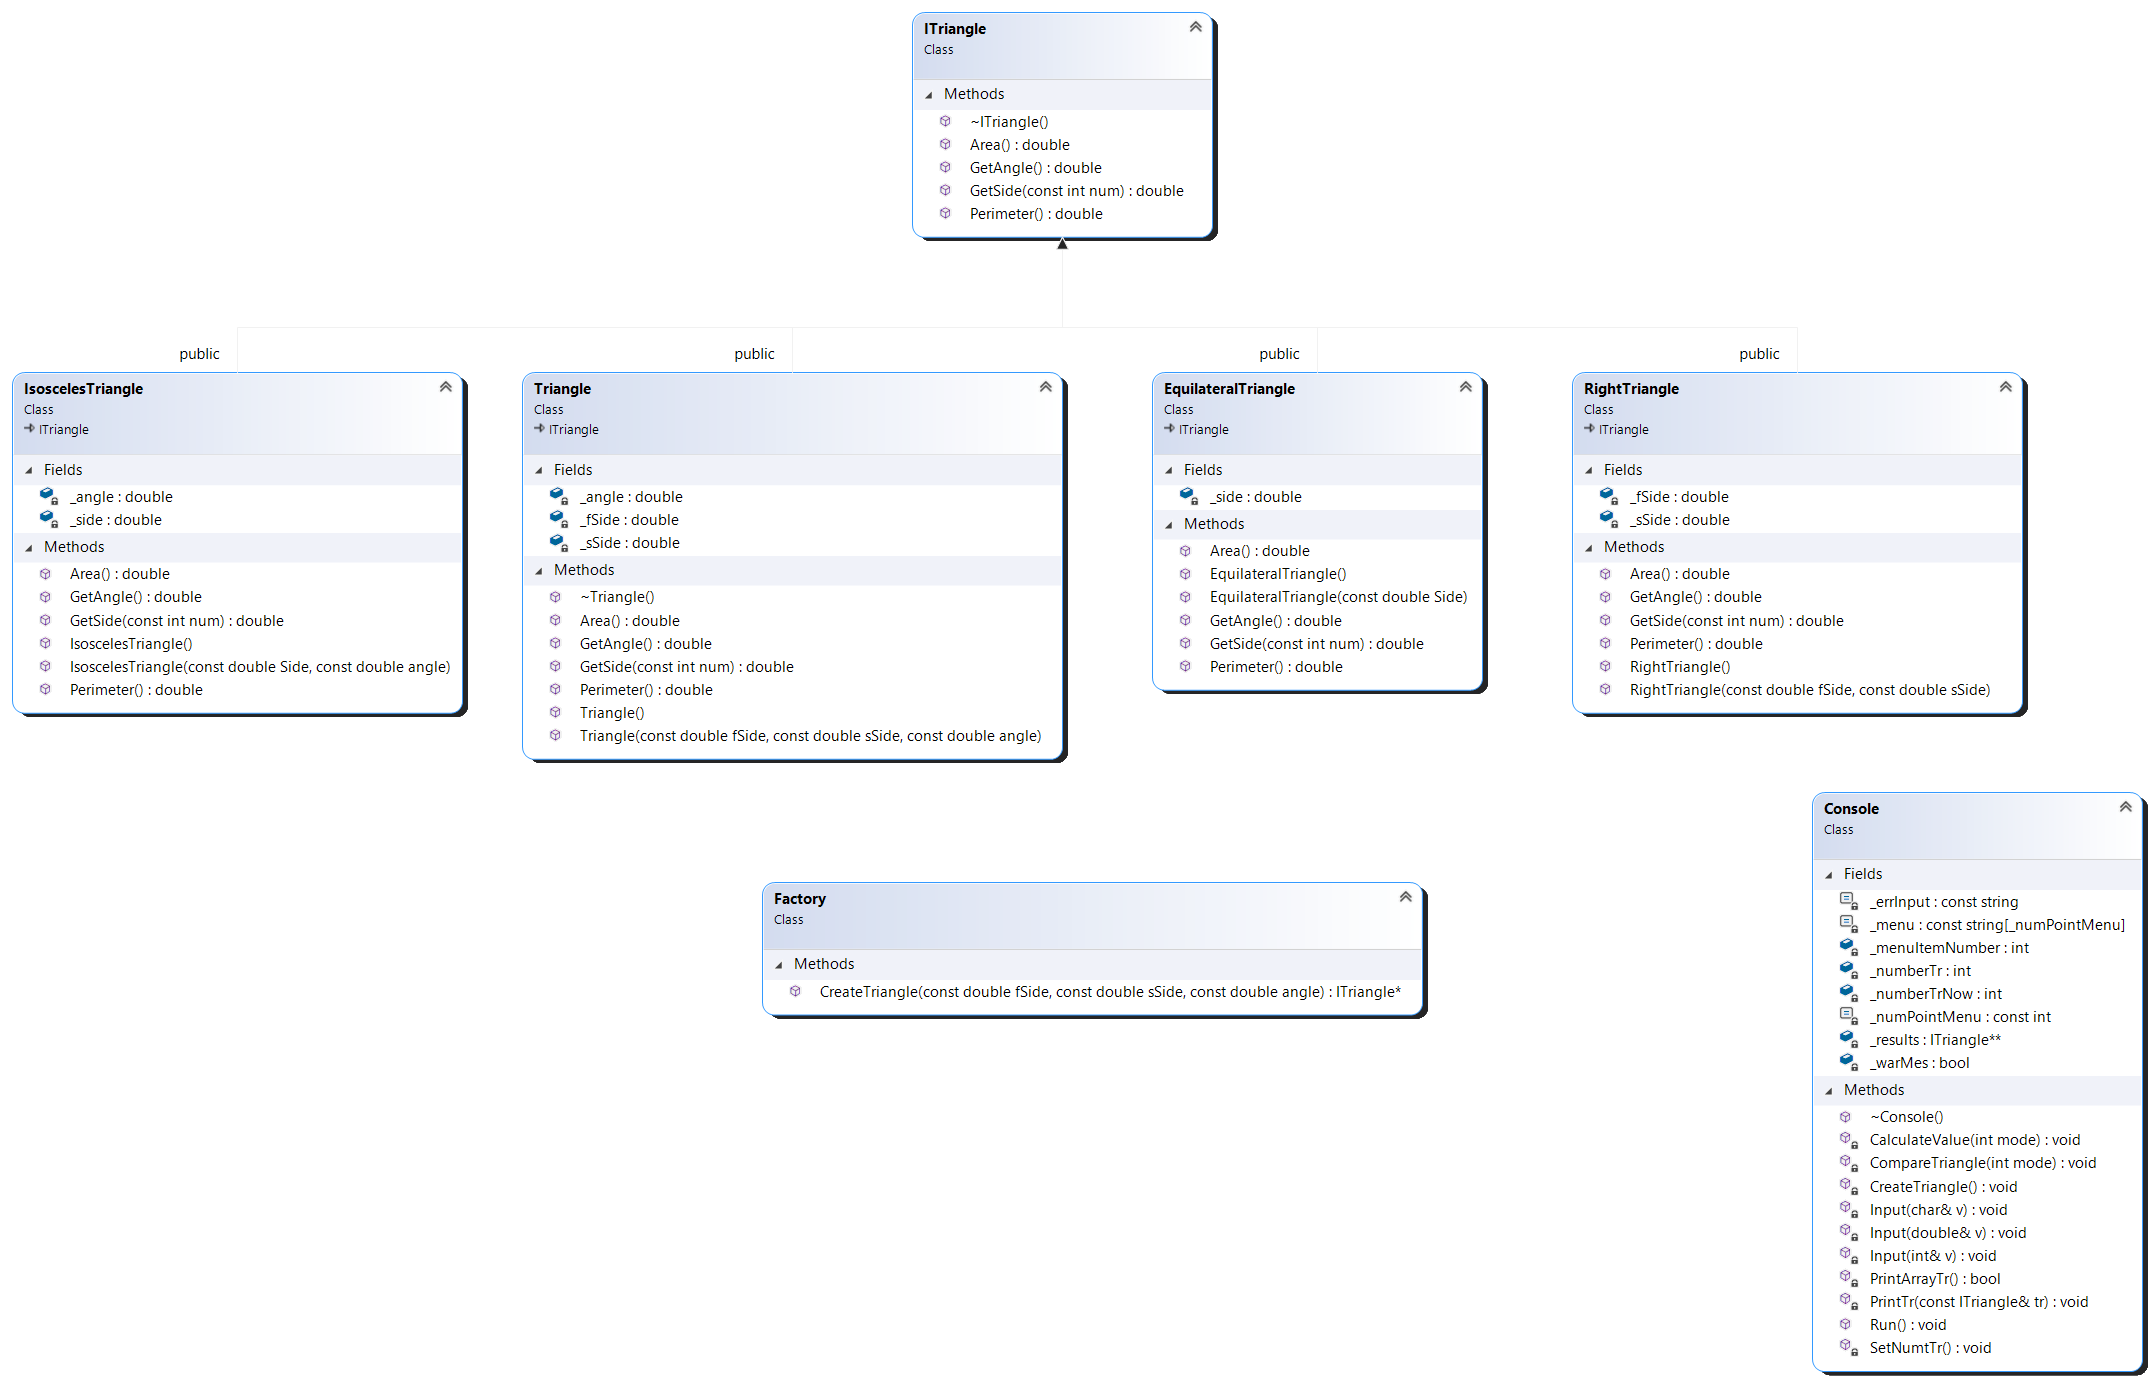 ITriangle
Class
Methods
~ITriangle()
Area() : double
GetAngle() : double
GetSide(const int num) : double
Perimeter() : double
public
public
public
public
IsoscelesTriangle
Class
ITriangle
Fields
_angle : double
_side : double
Methods
Area() : double
GetAngle() : double
GetSide(const int num) : double
IsoscelesTriangle()
IsoscelesTriangle(const double Side, const double angle)
Perimeter() : double
Triangle
Class
ITriangle
Fields
_angle : double
_fSide : double
_sSide : double
Methods
~Triangle()
Area() : double
GetAngle() : double
GetSide(const int num) : double
Perimeter() : double
Triangle()
Triangle(const double fSide, const double sSide, const double angle)
EquilateralTriangle
Class
ITriangle
Fields
_side : double
Methods
Area() : double
EquilateralTriangle()
EquilateralTriangle(const double Side)
GetAngle() : double
GetSide(const int num) : double
Perimeter() : double
RightTriangle
Class
ITriangle
Fields
_fSide : double
_sSide : double
Methods
Area() : double
GetAngle() : double
GetSide(const int num) : double
Perimeter() : double
RightTriangle()
RightTriangle(const double fSide, const double sSide)
Factory
Class
Methods
CreateTriangle(const double fSide, const double sSide, const double angle) : ITriangle*
Console
Class
Fields
_errInput : const string
_menu : const string[_numPointMenu]
_menuItemNumber : int
_numberTr : int
_numberTrNow : int
_numPointMenu : const int
_results : ITriangle**
_warMes : bool
Methods
~Console()
CalculateValue(int mode) : void
CompareTriangle(int mode) : void
CreateTriangle() : void
Input(char& v) : void
Input(double& v) : void
Input(int& v) : void
PrintArrayTr() : bool
PrintTr(const ITriangle& tr) : void
Run() : void
SetNumtTr() : void